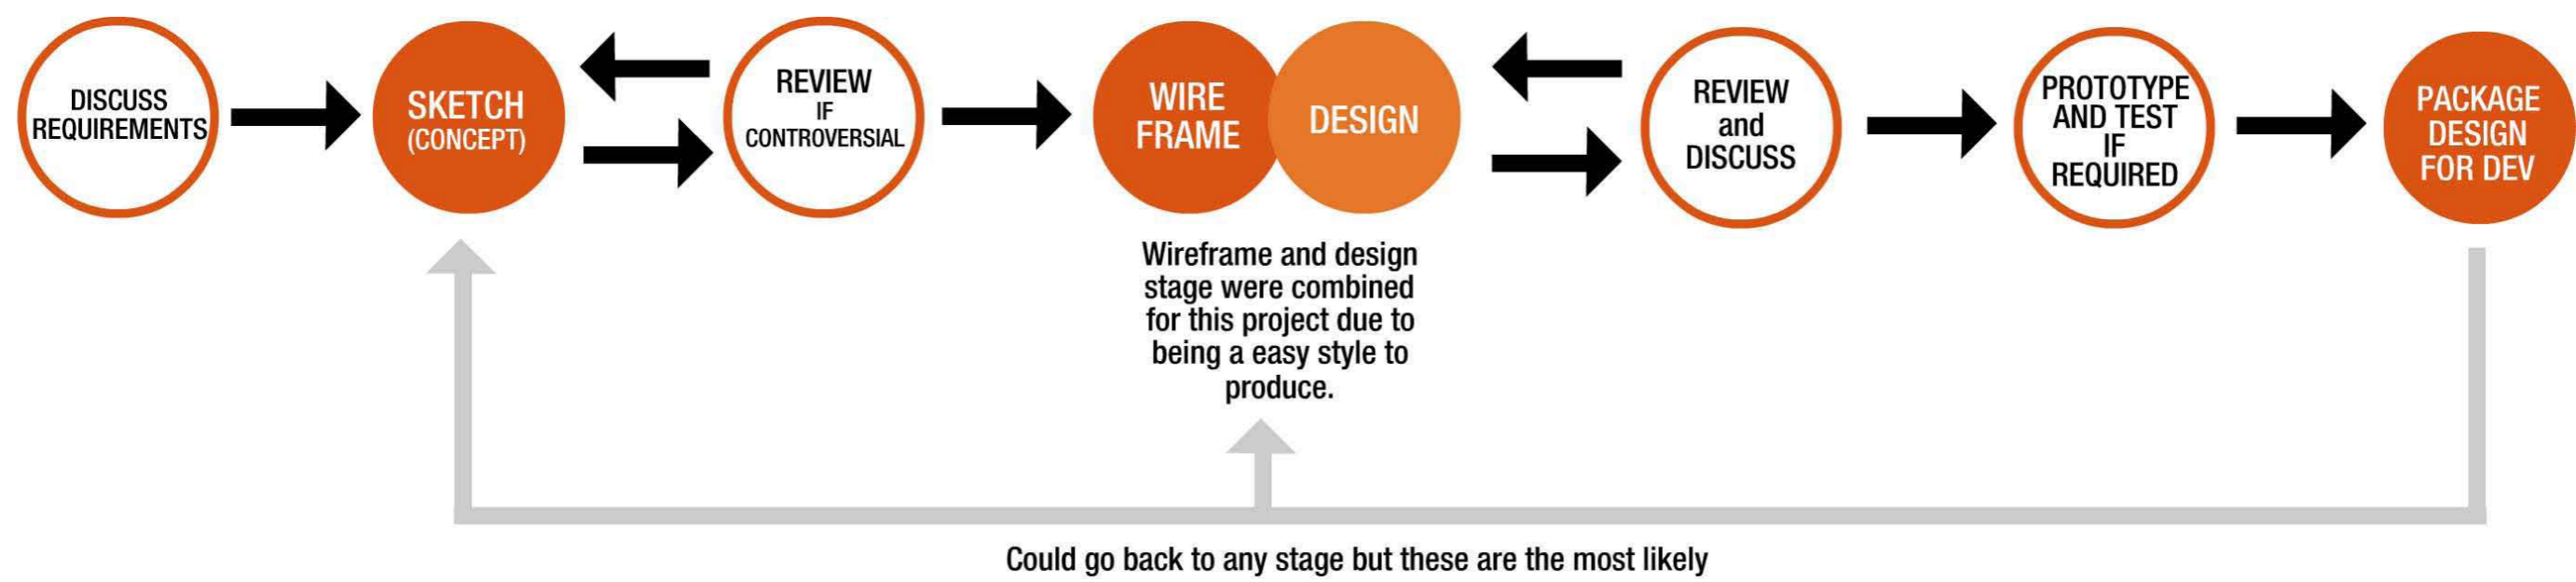 DISCUSS
REQUIREMENTS
SKETCH
(CONCEPT)
REVIEW
IF
CONTROVERSIAL
WIRE
FRAME
DESIGN
REVIEW
and
DISCUSS
PROTOTYPE
AND TEST
IF
REQUIRED
PACKAGE
DESIGN
FOR DEV
Wireframe and design
stage were combined
for this project due to
being a easy style to
produce.
Could go back to any stage but these are the most likely